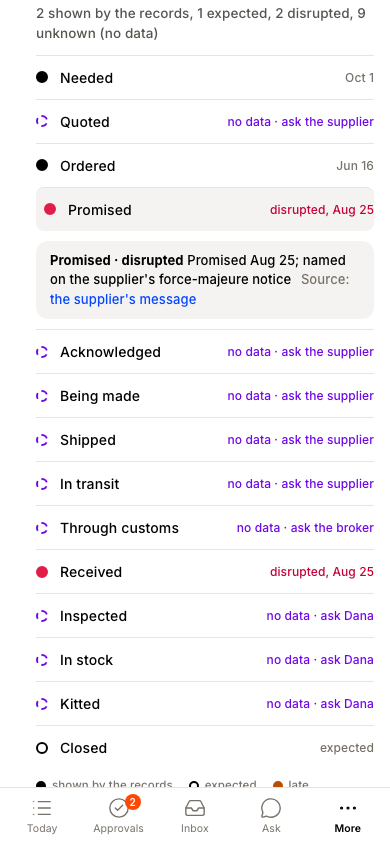 2 shown by the records, 1 expected, 2 disrupted, 9
unknown (no data)
Needed Oct 1
Quoted no data · ask the supplier
Ordered Jun 16
Promised disrupted, Aug 25
Promised · disrupted Promised Aug 25; named
on the supplier's force-majeure notice Source:
the supplier's message
Acknowledged no data · ask the supplier
Being made no data · ask the supplier
Shipped no data · ask the supplier
In transit no data · ask the supplier
Through customs no data · ask the broker
Received disrupted, Aug 25
Inspected no data · ask Dana
In stock no data · ask Dana
Kitted no data · ask Dana
Closed expected
shown by the records expected late
2
Today Approvals Inbox Ask More